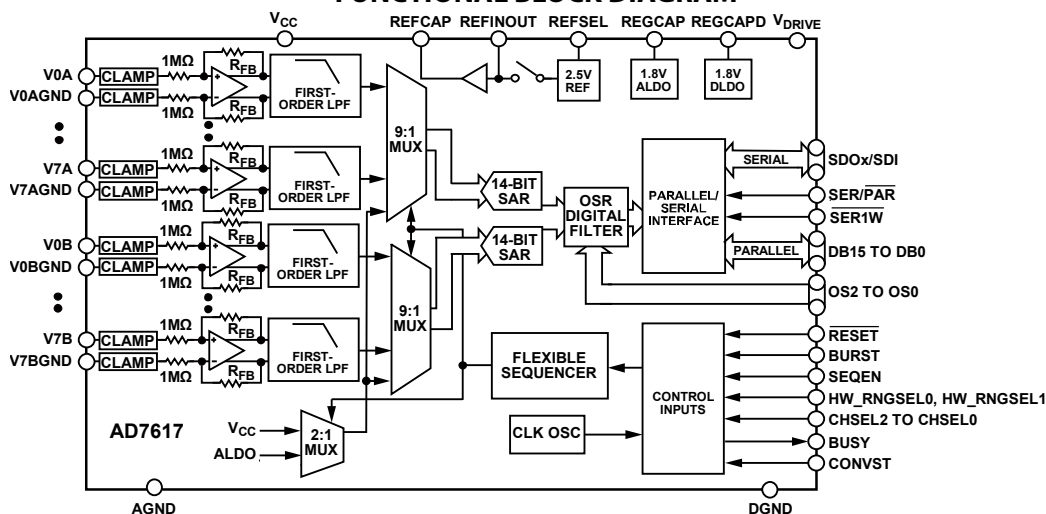 FUNCTIONAL BLOCK DIAGRAM
VCC
REFCAP
REFINOUT
REFSEL
REGCAP
REGCAPD
VDRIVE
V0A
CLAMP
1MΩ
RFB
V0AGND
CLAMP
1MΩ
RFB
FIRST-
ORDER LPF
V7A
CLAMP
1MΩ
RFB
V7AGND
CLAMP
1MΩ
RFB
FIRST-
ORDER LPF
V0B
CLAMP
1MΩ
RFB
V0BGND
CLAMP
1MΩ
RFB
FIRST-
ORDER LPF
V7B
CLAMP
1MΩ
RFB
V7BGND
CLAMP
1MΩ
RFB
FIRST-
ORDER LPF
9:1
MUX
9:1
MUX
2.5V
REF
1.8V
ALDO
1.8V
DLDO
14-BIT
SAR
14-BIT
SAR
OSR
DIGITAL
FILTER
PARALLEL/
SERIAL
INTERFACE
SERIAL
SDOx/SDI
SER/PAR
SER1W
PARALLEL
DB15 TO DB0
OS2 TO OS0
AD7617
VCC
ALDO
2:1
MUX
FLEXIBLE
SEQUENCER
CLK OSC
CONTROL
INPUTS
RESET
BURST
SEQEN
HW_RNGSEL0, HW_RNGSEL1
CHSEL2 TO CHSEL0
BUSY
CONVST
AGND
DGND